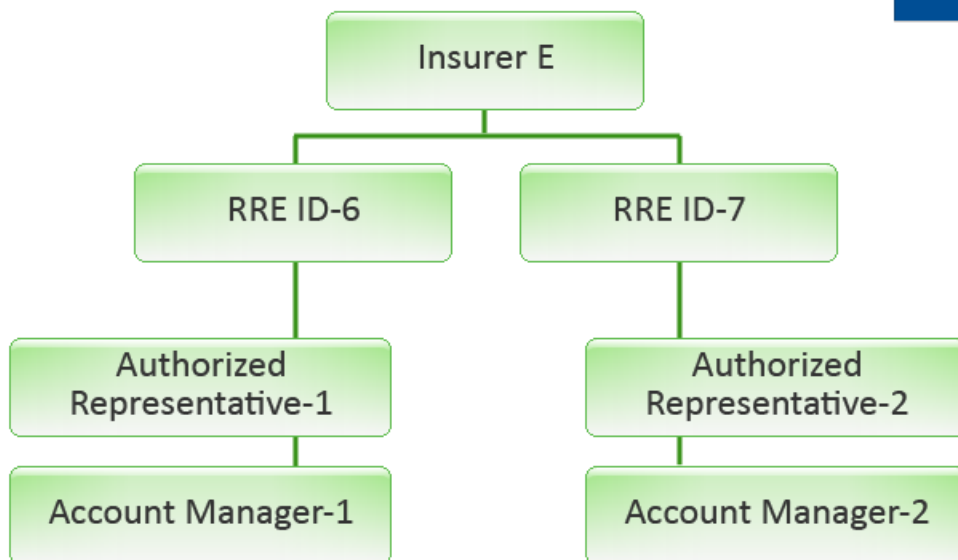 Insurer E
RRE ID-6
RRE ID-7
Authorized
Representative-1
Authorized
Representative-2
Account Manager-1
Account Manager-2